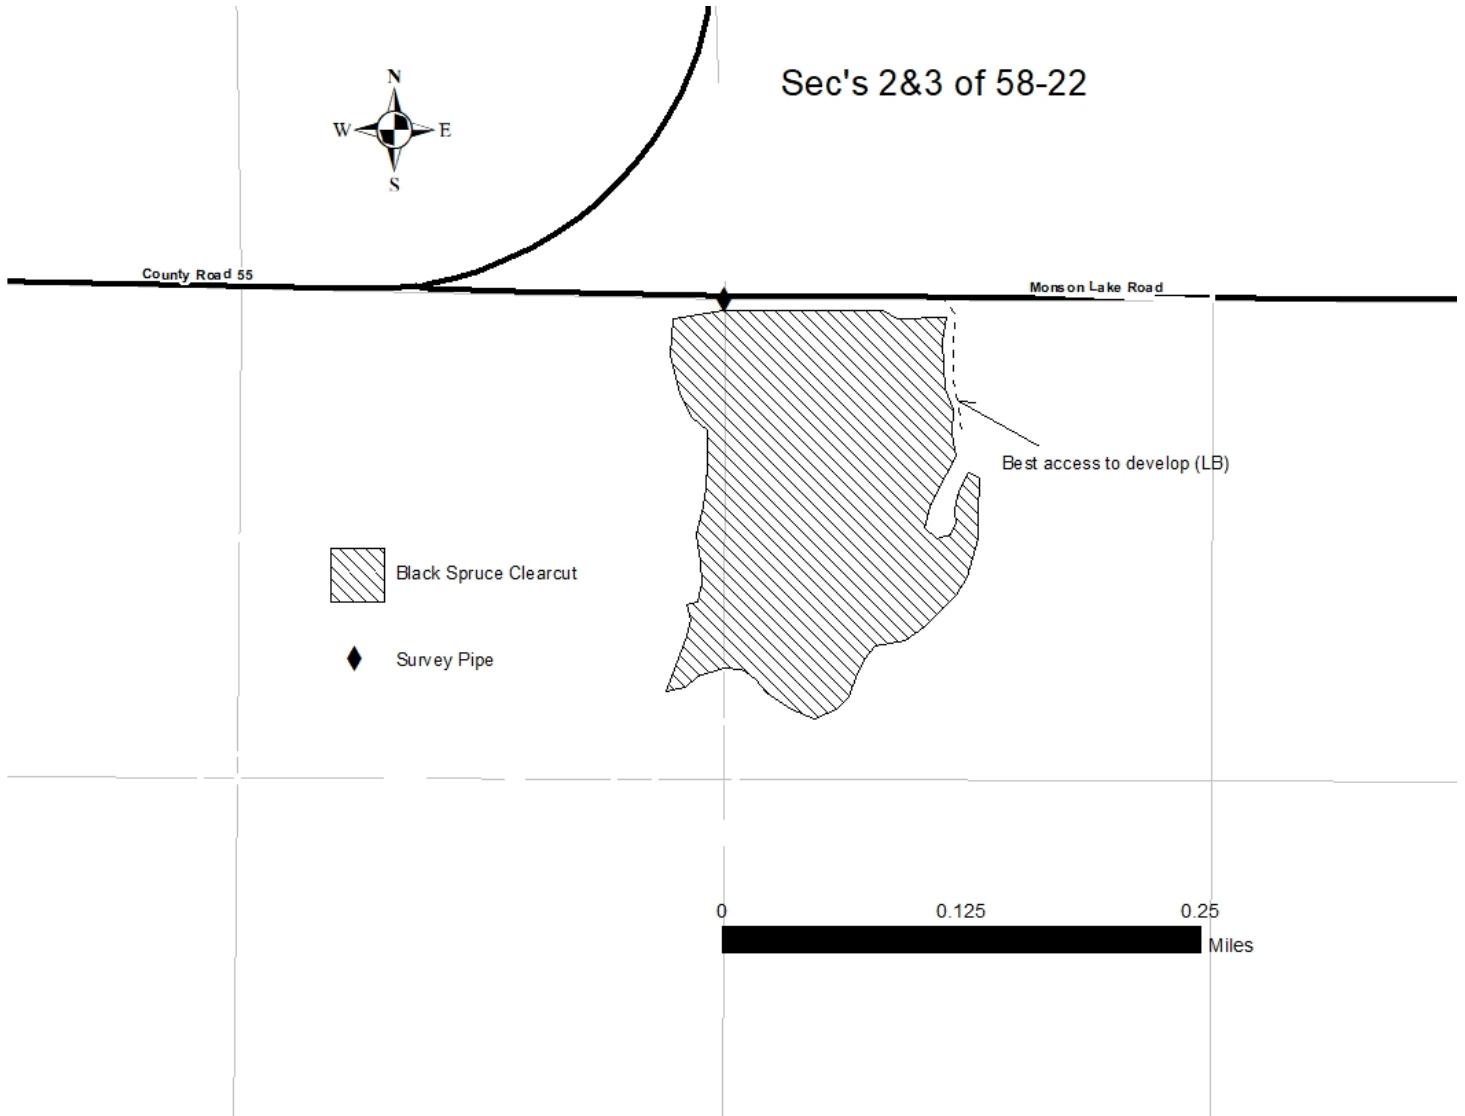 Sec's 2&3 of 58-22
N
W E
S
County Road 55
Monson Lake Road
Best access to develop (LB)
Black Spruce Clearcut
Survey Pipe
0 0.125 0.25
Miles